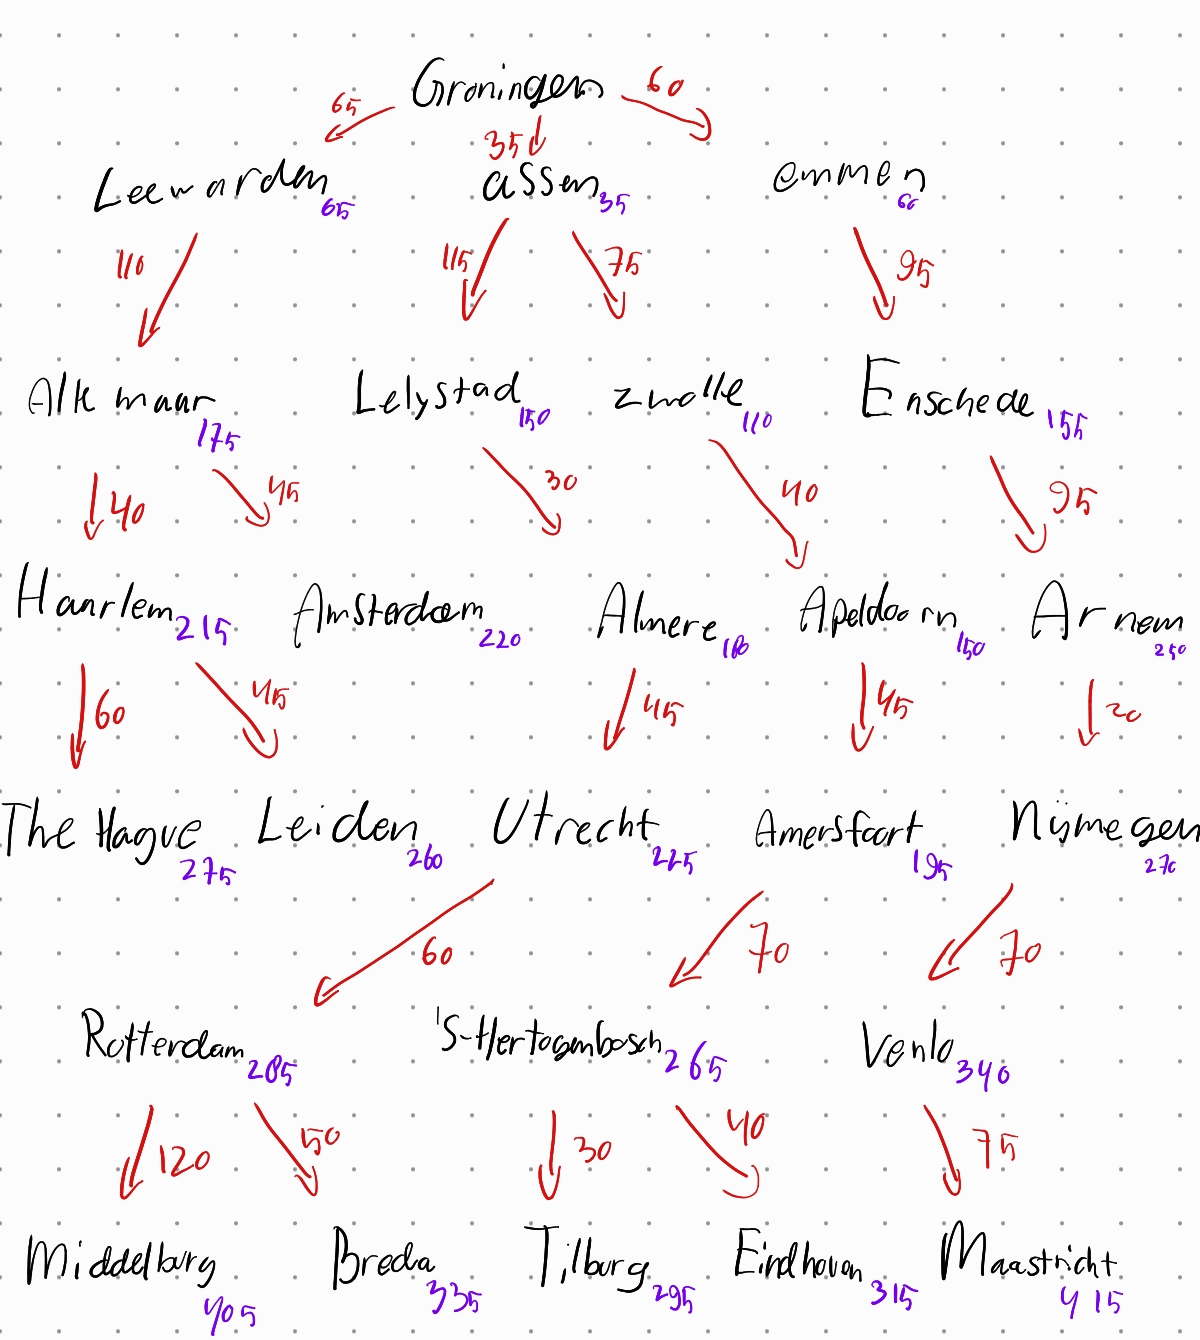 Groningen
65 35 60
Leewarden 65 assen 35 emmen 60
110 115 75 95
Alkmaar 175 Lelystad 150 zwolle 110 Enschede 155
40 45 30 40 95
Haarlem 215 Amsterdam 220 Almere 180 Apeldoorn 150 Arnem 250
60 45 45 45 20
The Hague 275 Leiden 260 Utrecht 225 Amersfoort 195 Nijmegen 270
60 70 70
Rotterdam 285 'S-Hertogenbosch 265 Venlo 340
120 50 30 40 75
Middelburg 405 Breda 335 Tilburg 295 Eindhoven 315 Maastricht 415